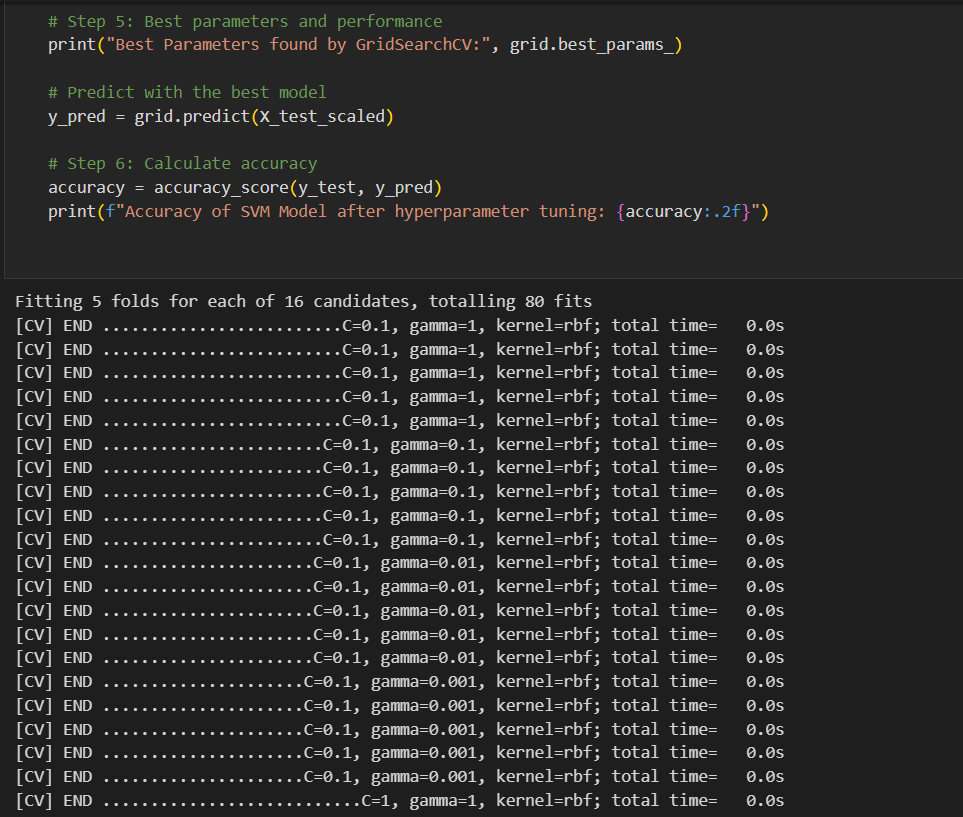 # Step 5: Best parameters and performance
print("Best Parameters found by GridSearchCV:", grid.best_params_)
# Predict with the best model
y_pred = grid.predict(X_test_scaled)
# Step 6: Calculate accuracy
accuracy = accuracy_score(y_test, y_pred)
print(f"Accuracy of SVM Model after hyperparameter tuning: {accuracy:.2f}")
Fitting 5 folds for each of 16 candidates, totalling 80 fits
[CV] END .........................C=0.1, gamma=1, kernel=rbf; total time=   0.0s
[CV] END .........................C=0.1, gamma=1, kernel=rbf; total time=   0.0s
[CV] END .........................C=0.1, gamma=1, kernel=rbf; total time=   0.0s
[CV] END .........................C=0.1, gamma=1, kernel=rbf; total time=   0.0s
[CV] END .........................C=0.1, gamma=1, kernel=rbf; total time=   0.0s
[CV] END .......................C=0.1, gamma=0.1, kernel=rbf; total time=   0.0s
[CV] END .......................C=0.1, gamma=0.1, kernel=rbf; total time=   0.0s
[CV] END .......................C=0.1, gamma=0.1, kernel=rbf; total time=   0.0s
[CV] END .......................C=0.1, gamma=0.1, kernel=rbf; total time=   0.0s
[CV] END .......................C=0.1, gamma=0.1, kernel=rbf; total time=   0.0s
[CV] END ......................C=0.1, gamma=0.01, kernel=rbf; total time=   0.0s
[CV] END ......................C=0.1, gamma=0.01, kernel=rbf; total time=   0.0s
[CV] END ......................C=0.1, gamma=0.01, kernel=rbf; total time=   0.0s
[CV] END ......................C=0.1, gamma=0.01, kernel=rbf; total time=   0.0s
[CV] END ......................C=0.1, gamma=0.01, kernel=rbf; total time=   0.0s
[CV] END .....................C=0.1, gamma=0.001, kernel=rbf; total time=   0.0s
[CV] END .....................C=0.1, gamma=0.001, kernel=rbf; total time=   0.0s
[CV] END .....................C=0.1, gamma=0.001, kernel=rbf; total time=   0.0s
[CV] END .....................C=0.1, gamma=0.001, kernel=rbf; total time=   0.0s
[CV] END .....................C=0.1, gamma=0.001, kernel=rbf; total time=   0.0s
[CV] END ...........................C=1, gamma=1, kernel=rbf; total time=   0.0s